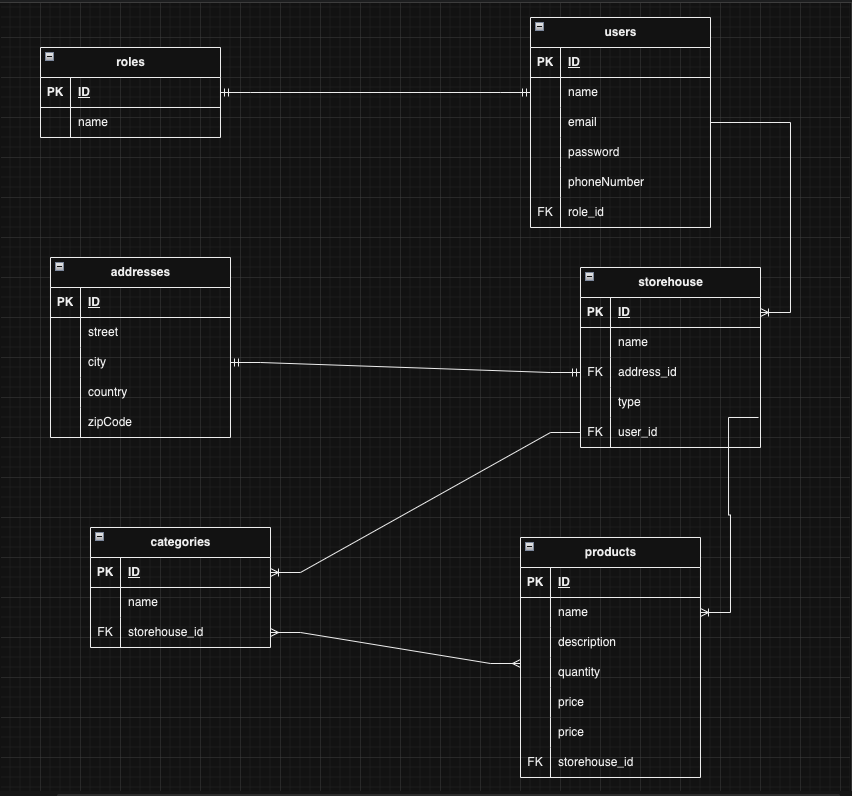 roles
PK ID
name
users
PK ID
name
email
password
phoneNumber
FK role_id
addresses
PK ID
street
city
country
zipCode
storehouse
PK ID
name
FK address_id
type
FK user_id
categories
PK ID
name
FK storehouse_id
products
PK ID
name
description
quantity
price
price
FK storehouse_id